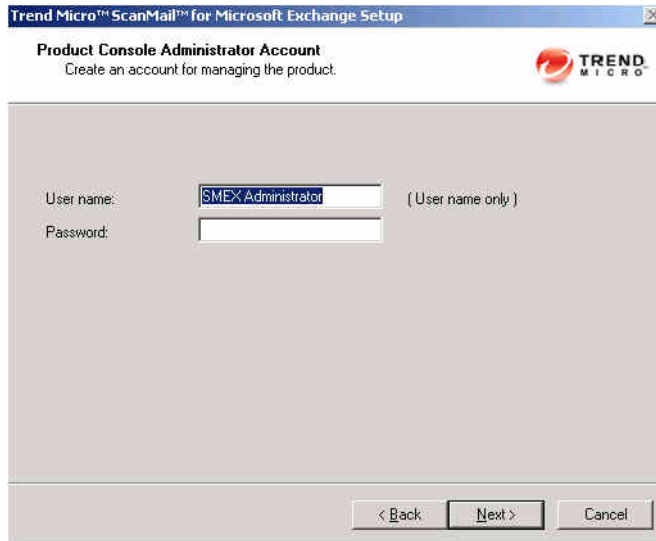 Trend Micro™ ScanMail™ for Microsoft Exchange Setup
Product Console Administrator Account
Create an account for managing the product.
TREND
MICRO
User name:
SMEX Administrator
( User name only )
Password:
< Back
Next >
Cancel